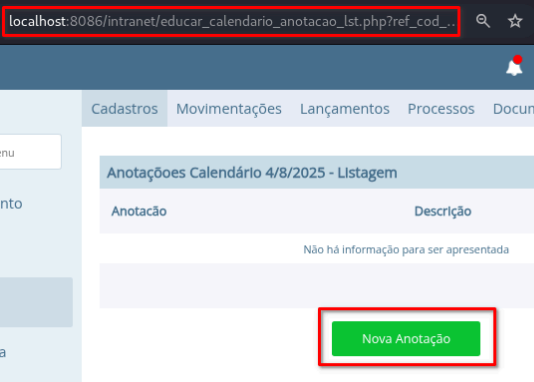 localhost:8086/intranet/educar_calendario_anotacao_lst.php?ref_cod_...
Cadastros Movimentações Lançamentos Processos Docum
enu
nto
Anotaçãoes Calendário 4/8/2025 - Listagem
Anotacão Descrição
Não há informação para ser apresentada
Nova Anotação
a